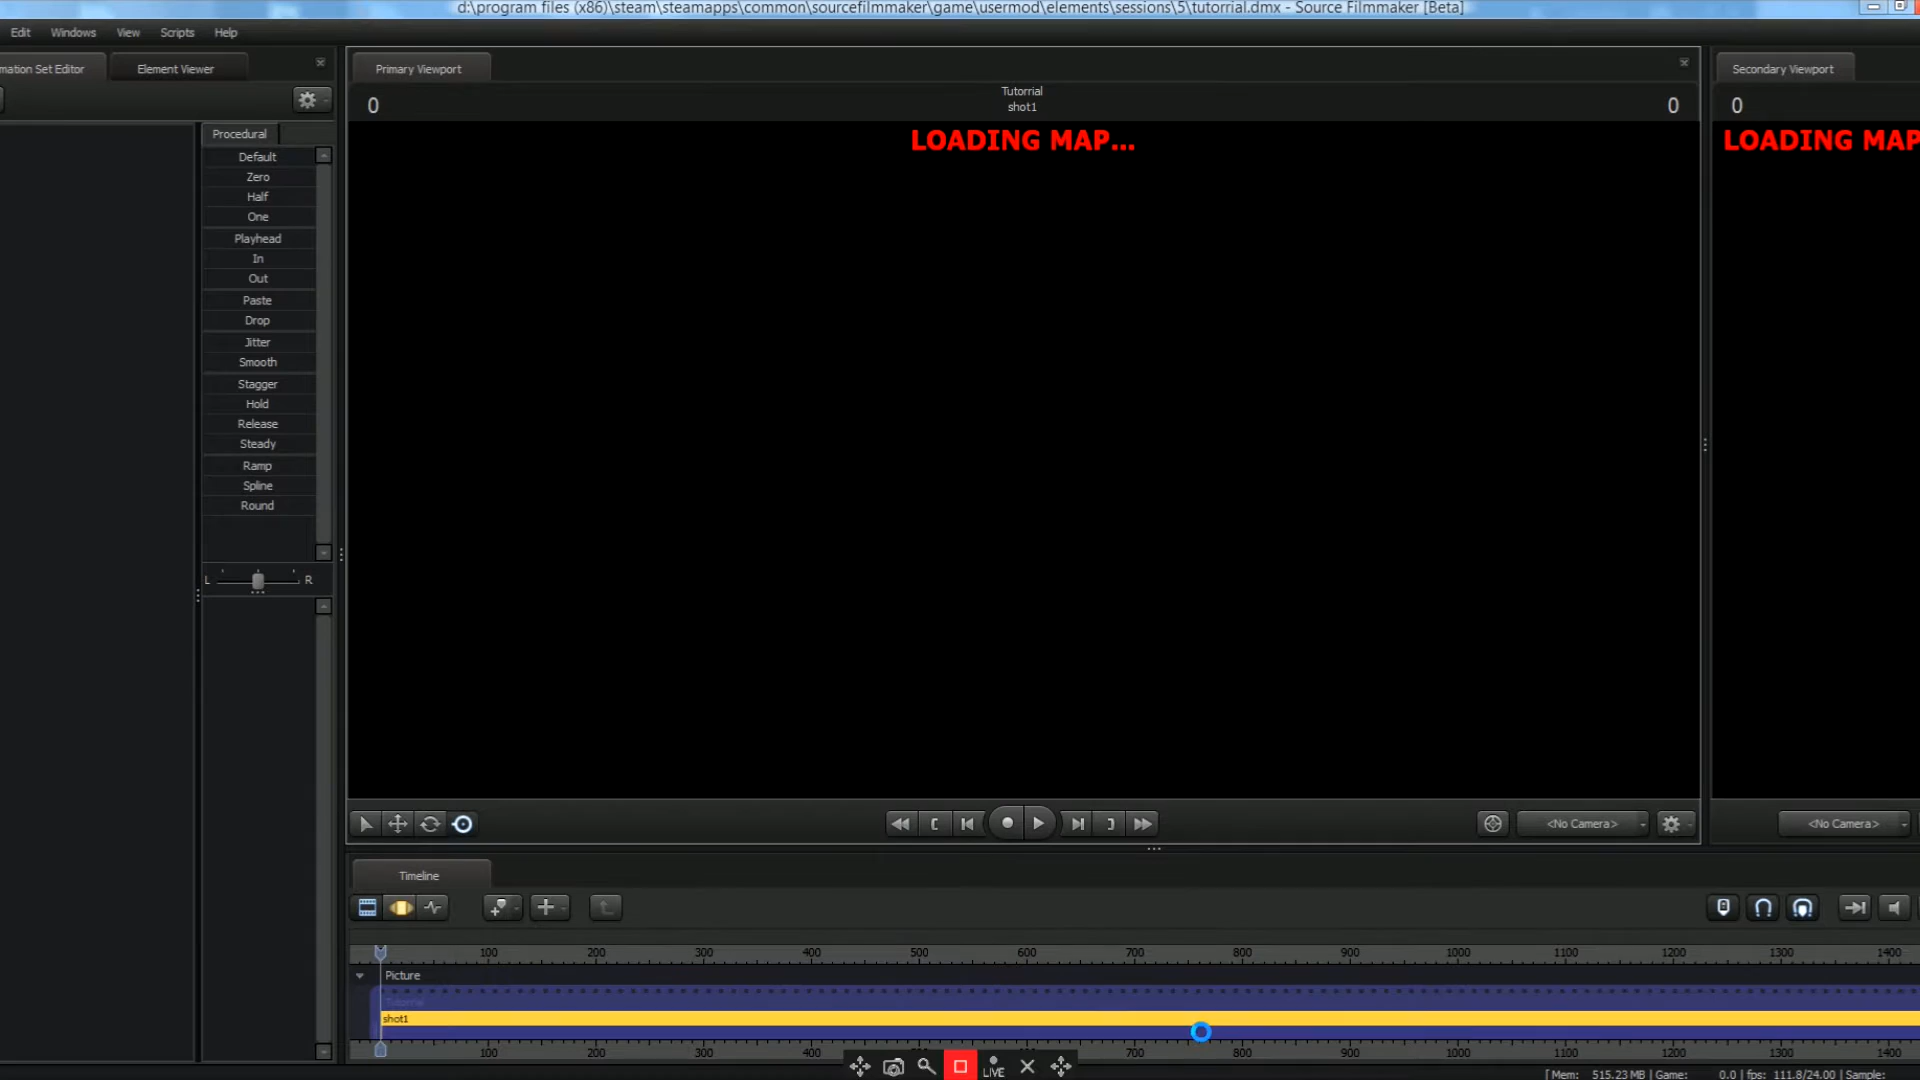 d:\program files (x86)\steam\steamapps\common\sourcefilmmaker\game\usermod\elements\sessions\5\tutorrial.dmx - Source Filmmaker [Beta]
Edit Windows View Scripts Help
mation Set Editor Element Viewer
Primary Viewport
Secondary Viewport
Tutorrial
0 shot1 0
0
LOADING MAP...
LOADING MAP
Procedural
Default
Zero
Half
One
Playhead
In
Out
Paste
Drop
Jitter
Smooth
Stagger
Hold
Release
Steady
Ramp
Spline
Round
L R
<No Camera>
<No Camera>
Timeline
100 200 300 400 500 600 700 800 900 1000 1100 1200 1300 1400
Picture
Tutorrial
shot1
100 200 300 400 500 600 700 800 900 1000 1100 1200 1300 1400
LIVE
[ Mem: 515.23 MB | Game: 0.0 | fps: 111.8/24.00 | Sample: